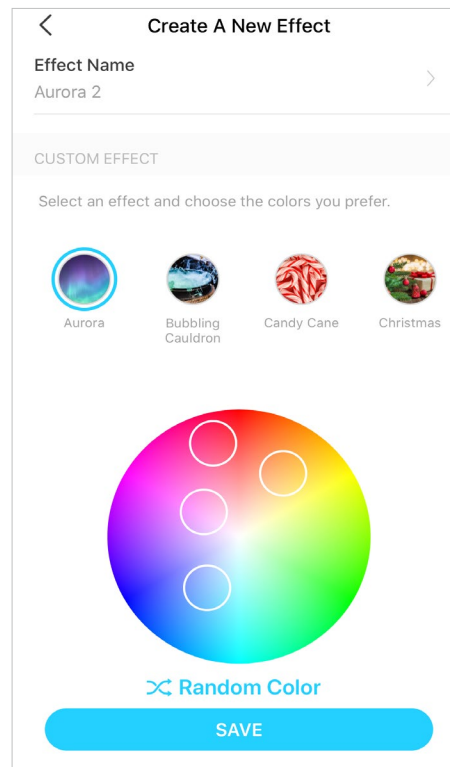 Create A New Effect
Effect Name
Aurora 2
CUSTOM EFFECT
Select an effect and choose the colors you prefer.
Aurora
Bubbling
Cauldron
Candy Cane
Christmas
Random Color
SAVE